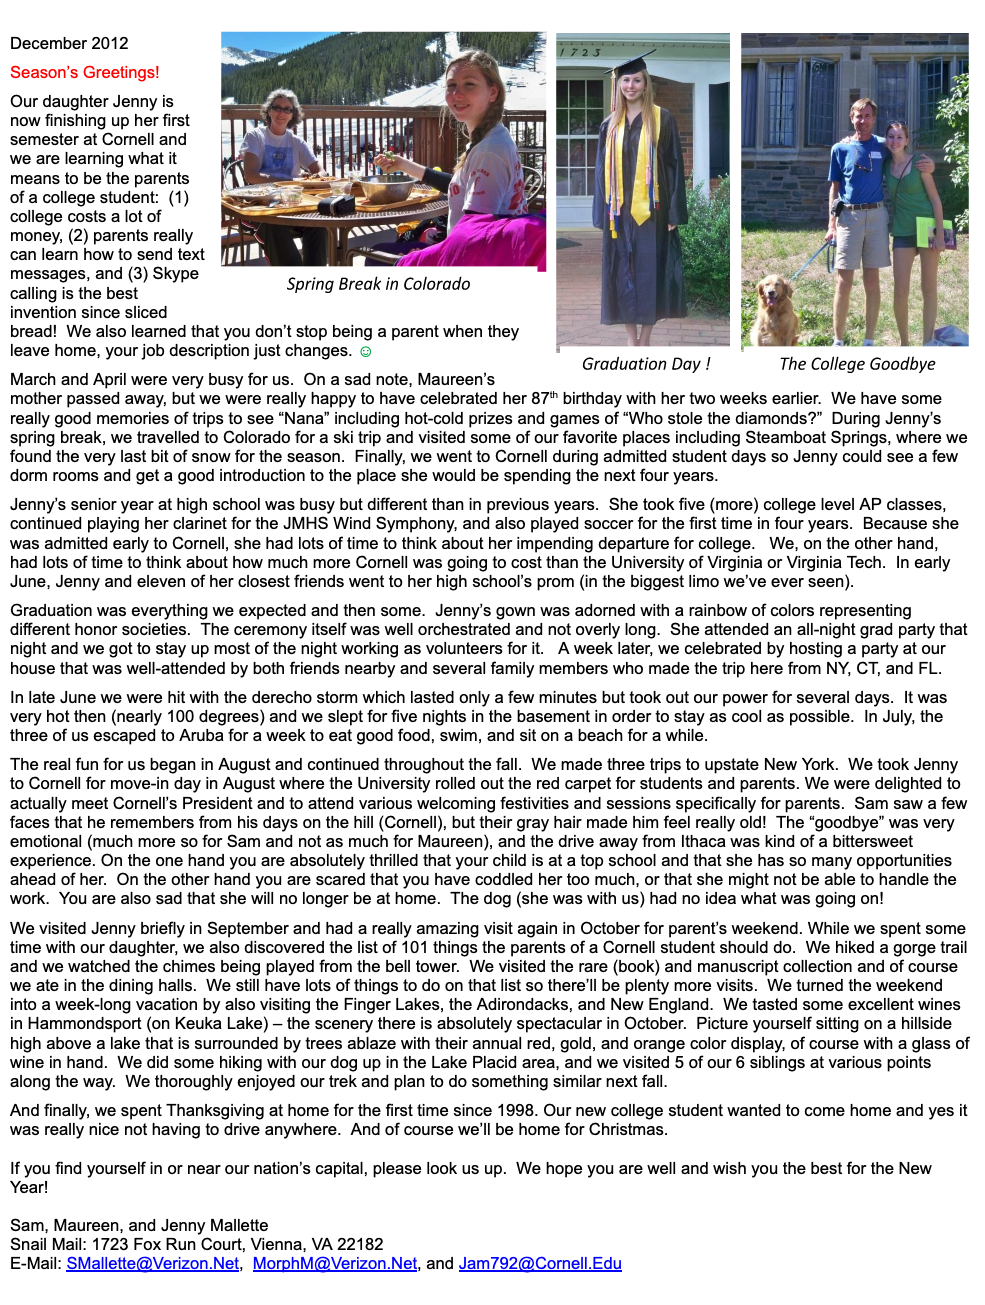 December 2012
Season's Greetings!
Our daughter Jenny is
now finishing up her first
semester at Cornell and
we are learning what it
means to be the parents
of a college student:  (1)
college costs a lot of
money, (2) parents really
can learn how to send text
messages, and (3) Skype
calling is the best
invention since sliced
bread!  We also learned that you don't stop being a parent when they
leave home, your job description just changes. ☺
Spring Break in Colorado
1723
Graduation Day !
The College Goodbye
March and April were very busy for us.  On a sad note, Maureen's
mother passed away, but we were really happy to have celebrated her 87th birthday with her two weeks earlier.  We have some
really good memories of trips to see “Nana” including hot-cold prizes and games of “Who stole the diamonds?”  During Jenny's
spring break, we travelled to Colorado for a ski trip and visited some of our favorite places including Steamboat Springs, where we
found the very last bit of snow for the season.  Finally, we went to Cornell during admitted student days so Jenny could see a few
dorm rooms and get a good introduction to the place she would be spending the next four years.
Jenny's senior year at high school was busy but different than in previous years.  She took five (more) college level AP classes,
continued playing her clarinet for the JMHS Wind Symphony, and also played soccer for the first time in four years.  Because she
was admitted early to Cornell, she had lots of time to think about her impending departure for college.   We, on the other hand,
had lots of time to think about how much more Cornell was going to cost than the University of Virginia or Virginia Tech.  In early
June, Jenny and eleven of her closest friends went to her high school's prom (in the biggest limo we've ever seen).
Graduation was everything we expected and then some.  Jenny's gown was adorned with a rainbow of colors representing
different honor societies.  The ceremony itself was well orchestrated and not overly long.  She attended an all-night grad party that
night and we got to stay up most of the night working as volunteers for it.   A week later, we celebrated by hosting a party at our
house that was well-attended by both friends nearby and several family members who made the trip here from NY, CT, and FL.
In late June we were hit with the derecho storm which lasted only a few minutes but took out our power for several days.  It was
very hot then (nearly 100 degrees) and we slept for five nights in the basement in order to stay as cool as possible.  In July, the
three of us escaped to Aruba for a week to eat good food, swim, and sit on a beach for a while.
The real fun for us began in August and continued throughout the fall.  We made three trips to upstate New York.  We took Jenny
to Cornell for move-in day in August where the University rolled out the red carpet for students and parents. We were delighted to
actually meet Cornell's President and to attend various welcoming festivities and sessions specifically for parents.  Sam saw a few
faces that he remembers from his days on the hill (Cornell), but their gray hair made him feel really old!  The “goodbye” was very
emotional (much more so for Sam and not as much for Maureen), and the drive away from Ithaca was kind of a bittersweet
experience. On the one hand you are absolutely thrilled that your child is at a top school and that she has so many opportunities
ahead of her.  On the other hand you are scared that you have coddled her too much, or that she might not be able to handle the
work.  You are also sad that she will no longer be at home.  The dog (she was with us) had no idea what was going on!
We visited Jenny briefly in September and had a really amazing visit again in October for parent's weekend. While we spent some
time with our daughter, we also discovered the list of 101 things the parents of a Cornell student should do.  We hiked a gorge trail
and we watched the chimes being played from the bell tower.  We visited the rare (book) and manuscript collection and of course
we ate in the dining halls.  We still have lots of things to do on that list so there'll be plenty more visits.  We turned the weekend
into a week-long vacation by also visiting the Finger Lakes, the Adirondacks, and New England.  We tasted some excellent wines
in Hammondsport (on Keuka Lake) – the scenery there is absolutely spectacular in October.  Picture yourself sitting on a hillside
high above a lake that is surrounded by trees ablaze with their annual red, gold, and orange color display, of course with a glass of
wine in hand.  We did some hiking with our dog up in the Lake Placid area, and we visited 5 of our 6 siblings at various points
along the way.  We thoroughly enjoyed our trek and plan to do something similar next fall.
And finally, we spent Thanksgiving at home for the first time since 1998. Our new college student wanted to come home and yes it
was really nice not having to drive anywhere.  And of course we'll be home for Christmas.
If you find yourself in or near our nation's capital, please look us up.  We hope you are well and wish you the best for the New
Year!
Sam, Maureen, and Jenny Mallette
Snail Mail: 1723 Fox Run Court, Vienna, VA 22182
E-Mail: SMallette@Verizon.Net,  MorphM@Verizon.Net, and Jam792@Cornell.Edu